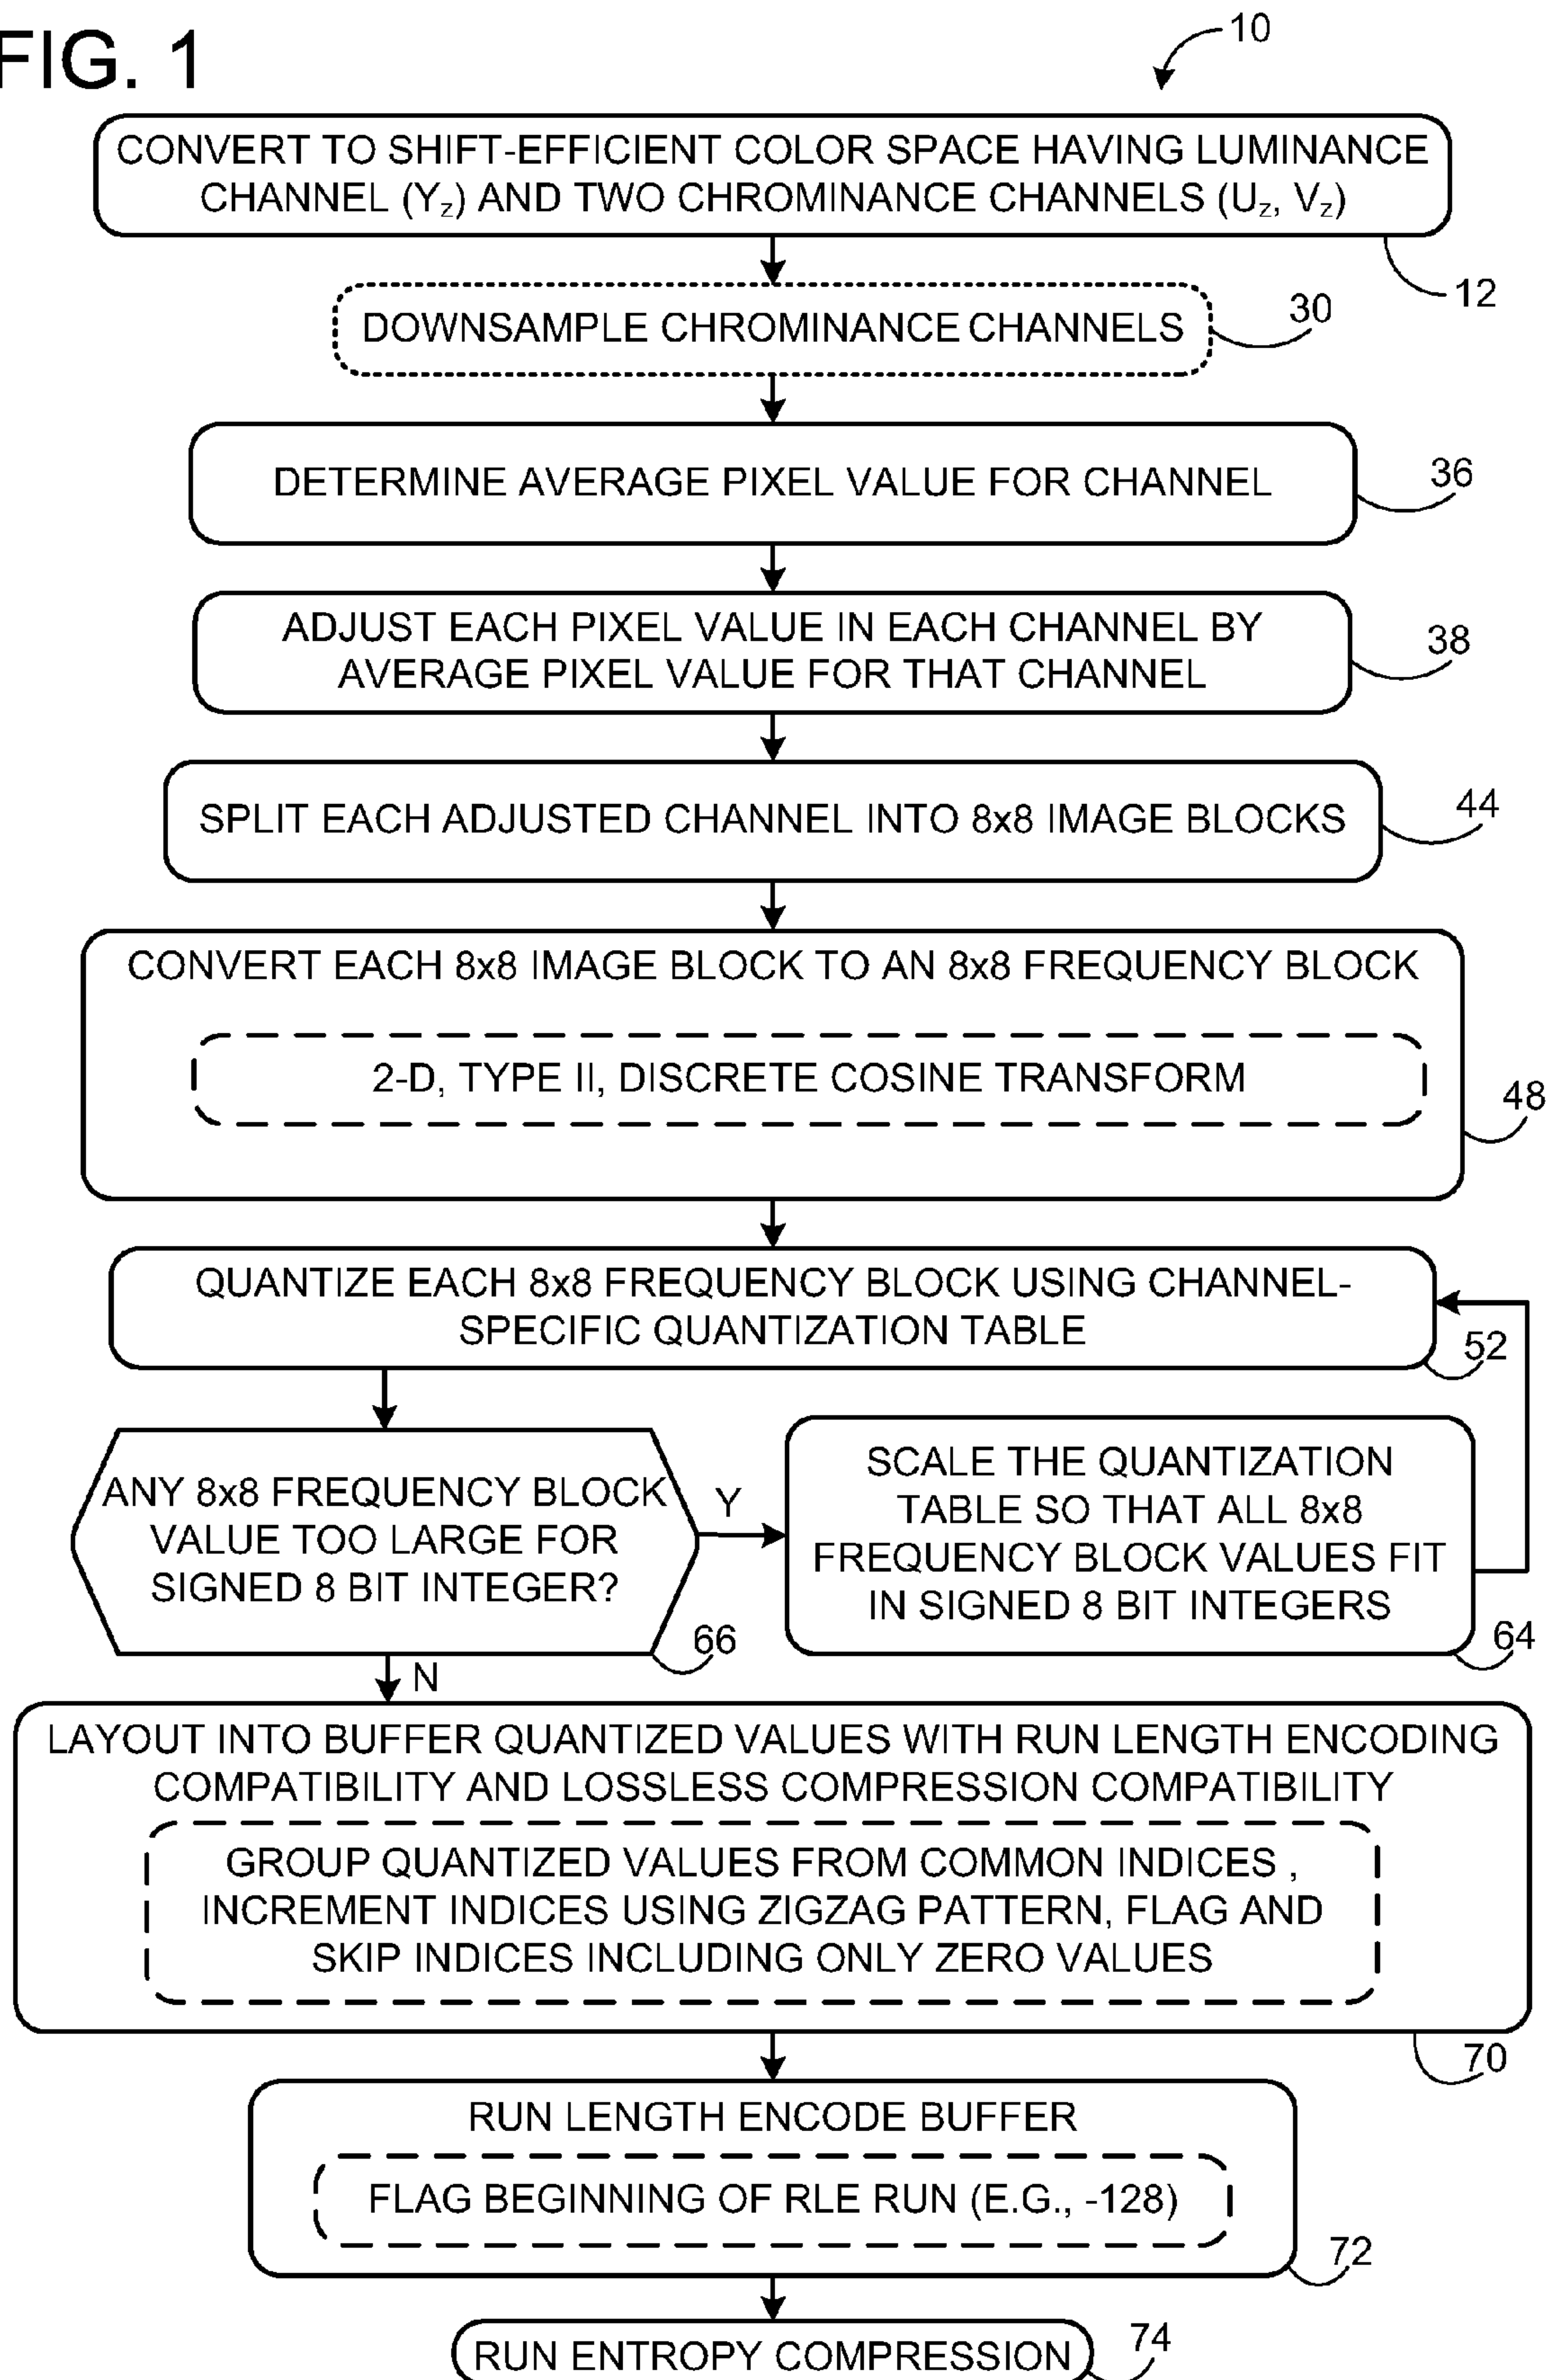 FIG. 1
10
CONVERT TO SHIFT-EFFICIENT COLOR SPACE HAVING LUMINANCE
CHANNEL (Yz) AND TWO CHROMINANCE CHANNELS (Uz, Vz)
12
DOWNSAMPLE CHROMINANCE CHANNELS
30
DETERMINE AVERAGE PIXEL VALUE FOR CHANNEL
36
ADJUST EACH PIXEL VALUE IN EACH CHANNEL BY
AVERAGE PIXEL VALUE FOR THAT CHANNEL
38
SPLIT EACH ADJUSTED CHANNEL INTO 8x8 IMAGE BLOCKS
44
CONVERT EACH 8x8 IMAGE BLOCK TO AN 8x8 FREQUENCY BLOCK
2-D, TYPE II, DISCRETE COSINE TRANSFORM
48
QUANTIZE EACH 8x8 FREQUENCY BLOCK USING CHANNEL-
SPECIFIC QUANTIZATION TABLE
52
ANY 8x8 FREQUENCY BLOCK
VALUE TOO LARGE FOR
SIGNED 8 BIT INTEGER?
66
Y
SCALE THE QUANTIZATION
TABLE SO THAT ALL 8x8
FREQUENCY BLOCK VALUES FIT
IN SIGNED 8 BIT INTEGERS
64
N
LAYOUT INTO BUFFER QUANTIZED VALUES WITH RUN LENGTH ENCODING
COMPATIBILITY AND LOSSLESS COMPRESSION COMPATIBILITY
GROUP QUANTIZED VALUES FROM COMMON INDICES ,
INCREMENT INDICES USING ZIGZAG PATTERN, FLAG AND
SKIP INDICES INCLUDING ONLY ZERO VALUES
70
RUN LENGTH ENCODE BUFFER
FLAG BEGINNING OF RLE RUN (E.G., -128)
72
RUN ENTROPY COMPRESSION
74